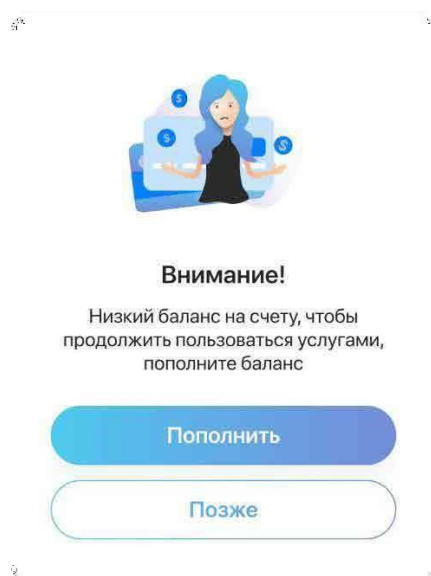 Внимание!
Низкий баланс на счету, чтобы
продолжить пользоваться услугами,
пополните баланс
Пополнить
Позже